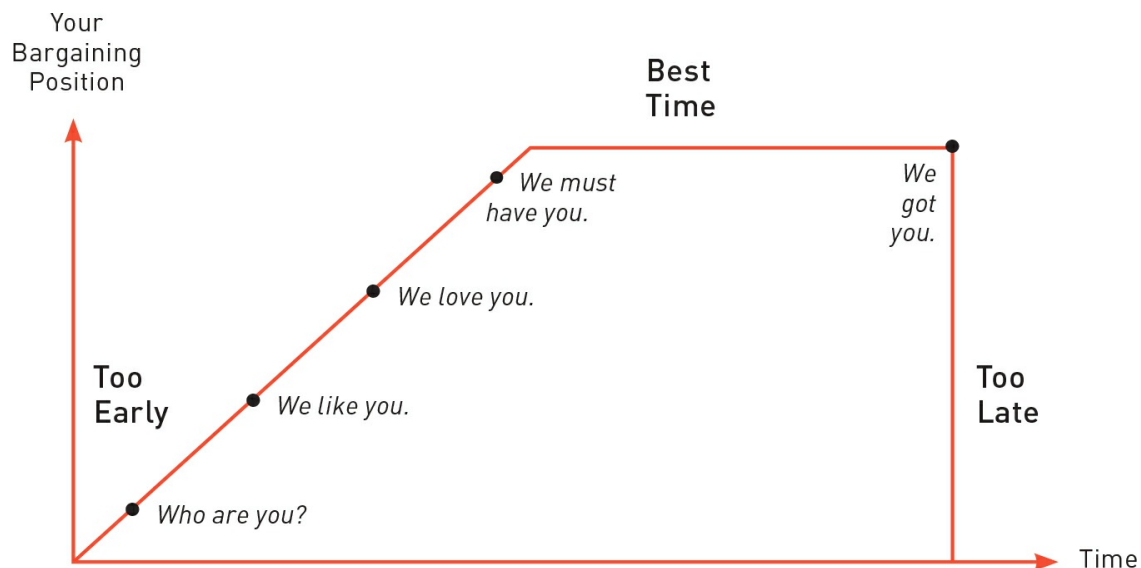 Your
Bargaining
Position
Best
Time
We must
have you.
We
got
you.
We love you.
Too
Early
We like you.
Too
Late
Who are you?
Time